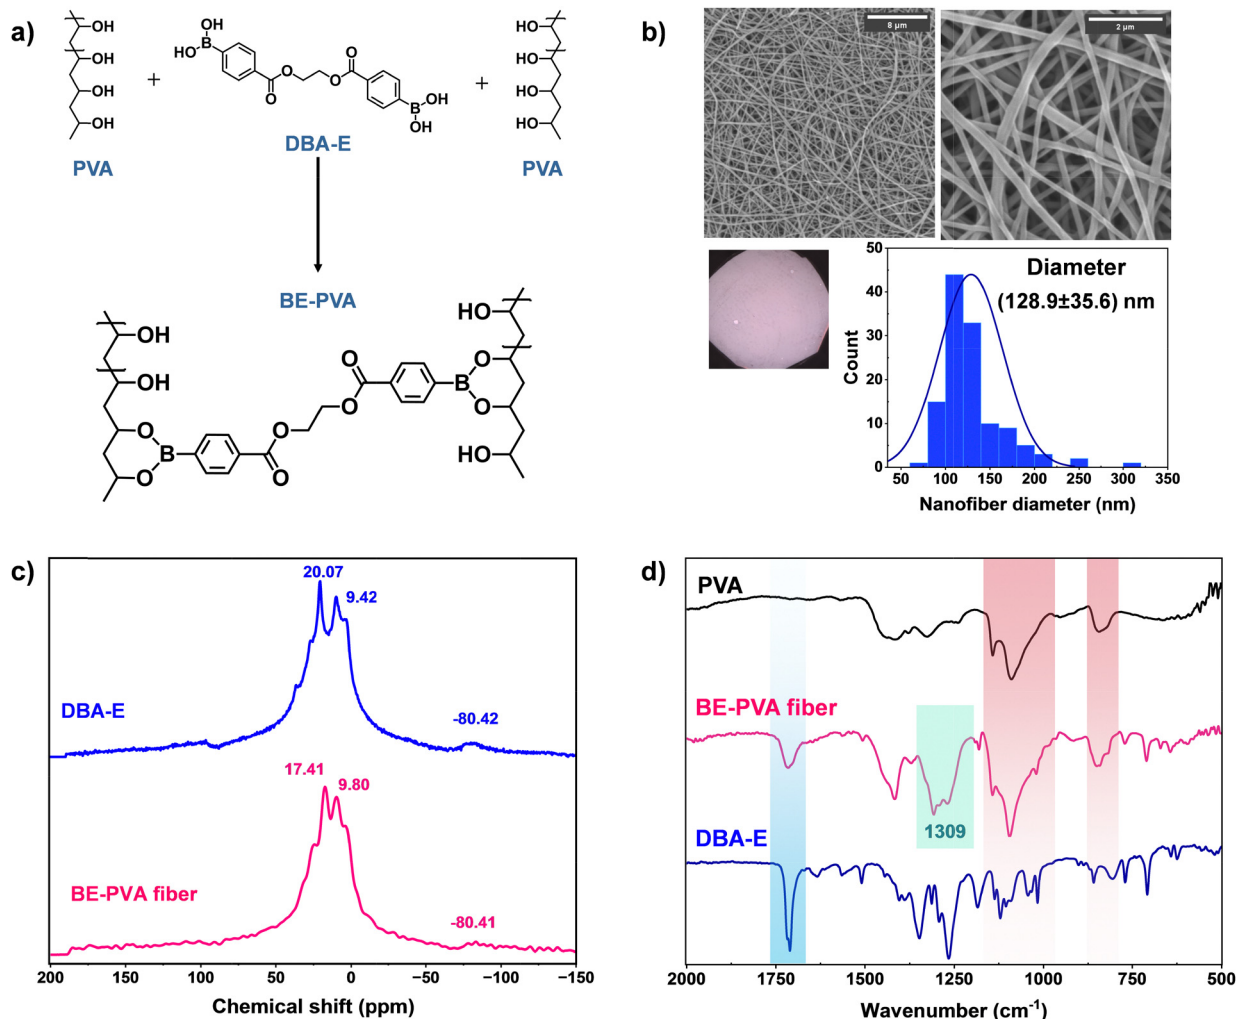 a)
OH
OH
OH
OH
PVA
+
OH
HO
B
O
O
O
O
B
OH
OH
DBA-E
+
OH
HO
HO
HO
PVA
BE-PVA
OH
OH
O
O
B
O
O
O
O
B
O
O
HO
HO
b)
8 µm
2 µm
Diameter
(128.9±35.6) nm
Count
50
40
30
20
10
0
50 100 150 200 250 300 350
Nanofiber diameter (nm)
c)
20.07
9.42
DBA-E
-80.42
17.41
9.80
BE-PVA fiber
-80.41
200 150 100 50 0 -50 -100 −150
Chemical shift (ppm)
d)
PVA
BE-PVA fiber
1309
DBA-E
2000 1750 1500 1250 1000 750 500
Wavenumber (cm-1)